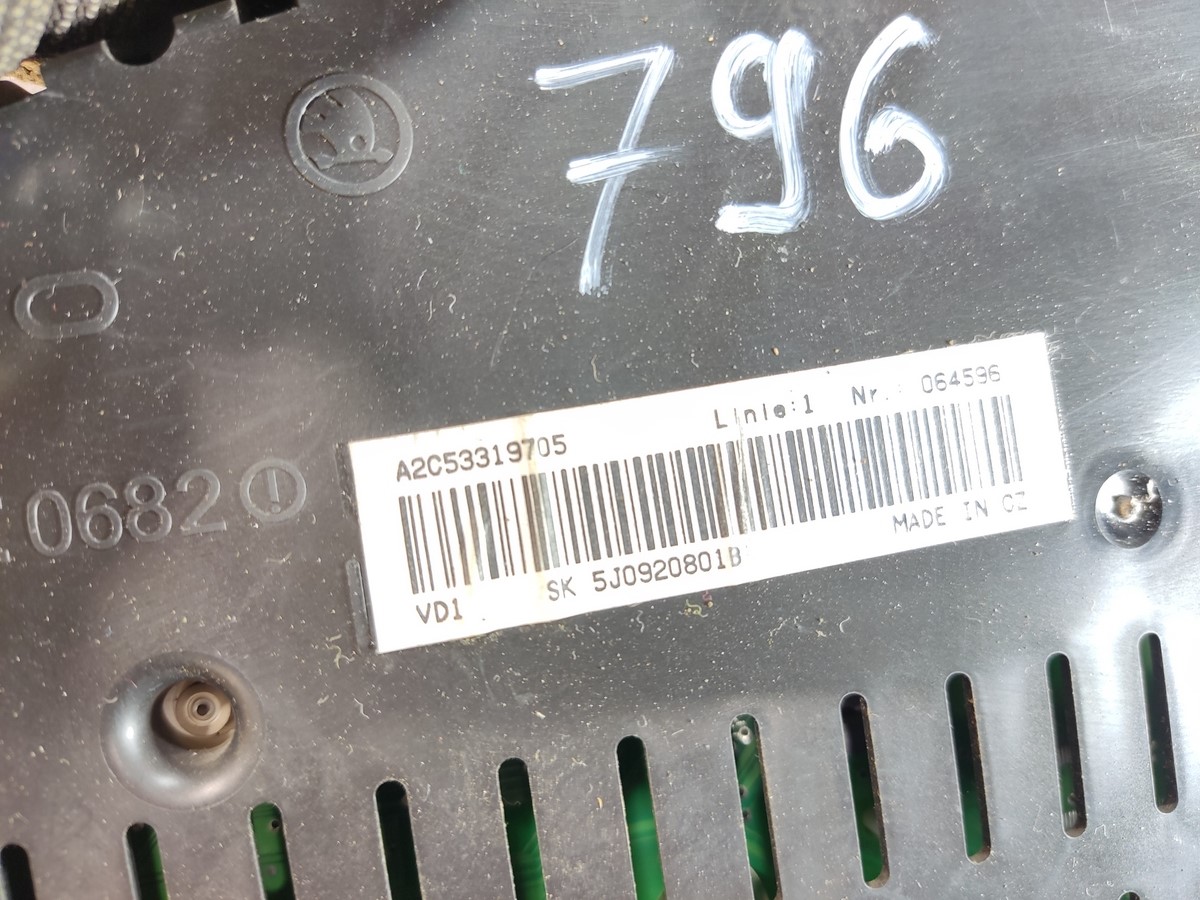 796
Linie:1 Nr.: 064596
A2C53319705
MADE IN CZ
SK 5J0920801B
VD1
0682